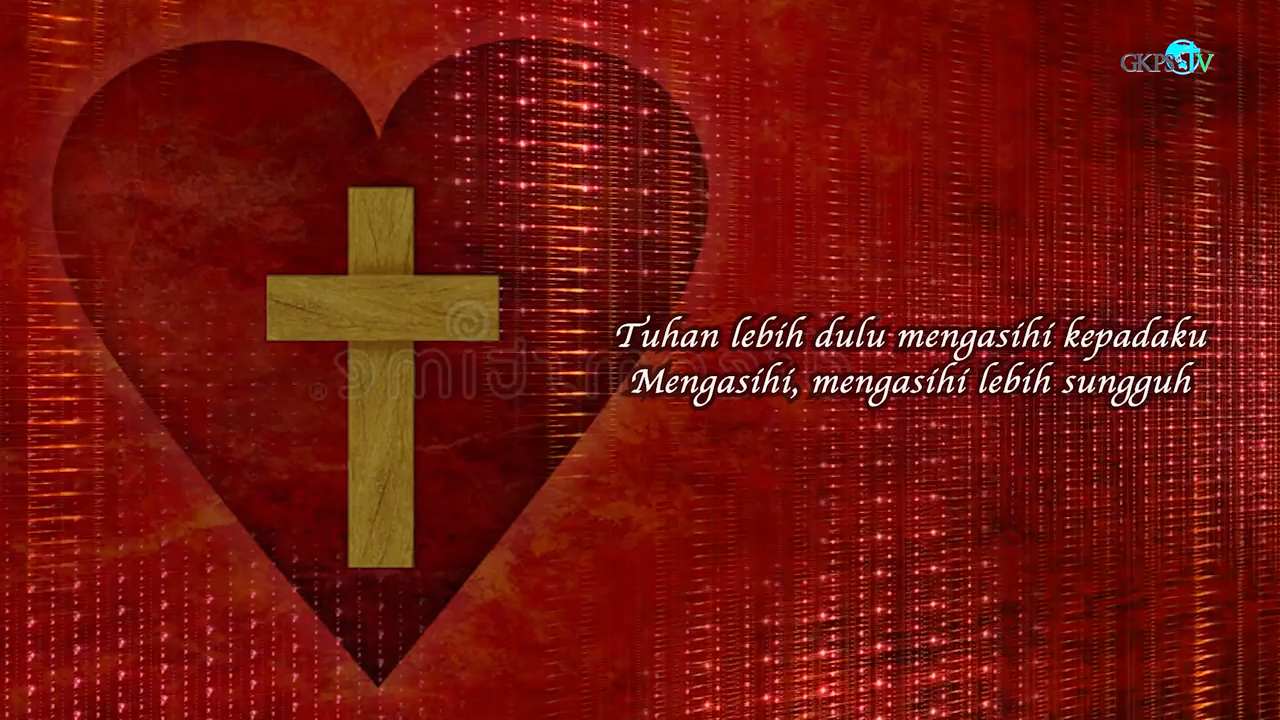 GKPS TV
Tuhan lebih dulu mengasihi kepadaku
Mengasihi, mengasihi lebih sungguh